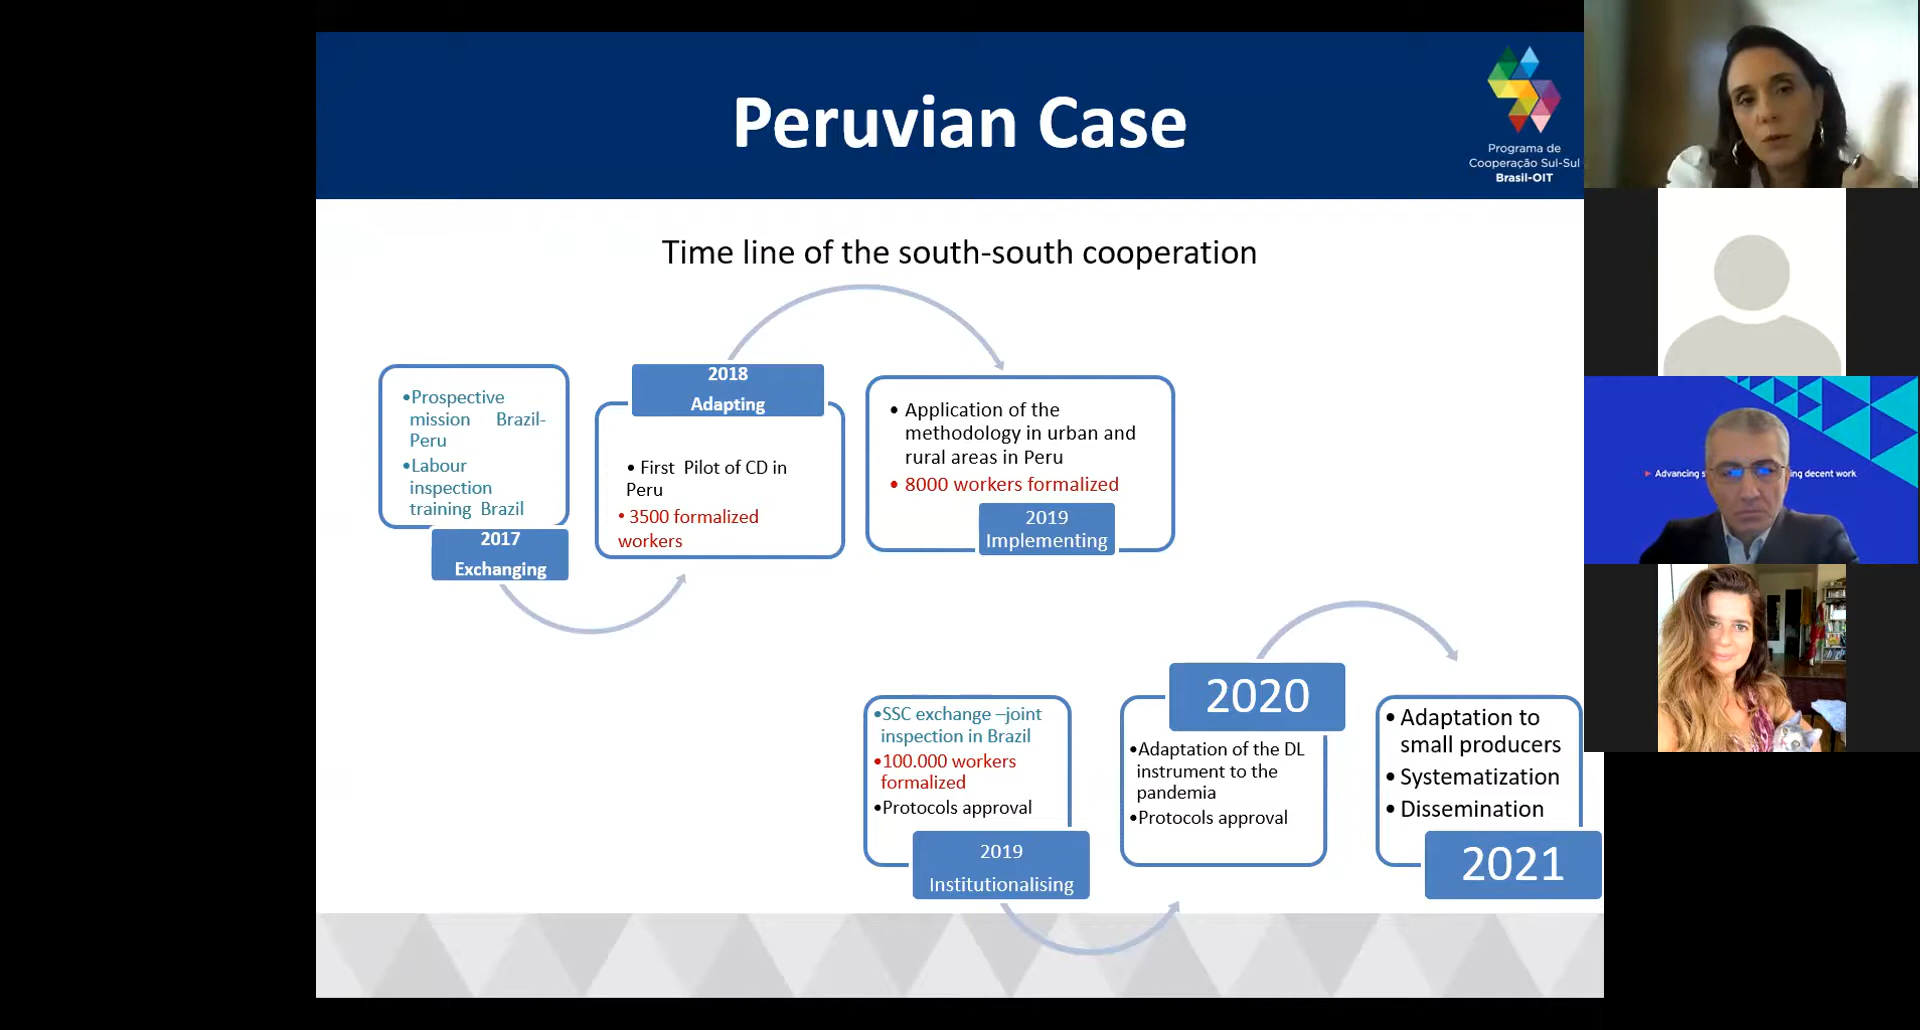 Peruvian Case
Programa de
Cooperação Sul-Sul
Brasil-OIT
Time line of the south-south cooperation
•Prospective
mission Brazil-
Peru
•Labour
inspection
training Brazil
2017
Exchanging
2018
Adapting
• First Pilot of CD in
Peru
• 3500 formalized
workers
• Application of the
methodology in urban and
rural areas in Peru
• 8000 workers formalized
2019
Implementing
•SSC exchange –joint
inspection in Brazil
•100.000 workers
formalized
•Protocols approval
2019
Institutionalising
2020
•Adaptation of the DL
instrument to the
pandemia
•Protocols approval
• Adaptation to
small producers
• Systematization
• Dissemination
2021
Advancing s
ng decent work